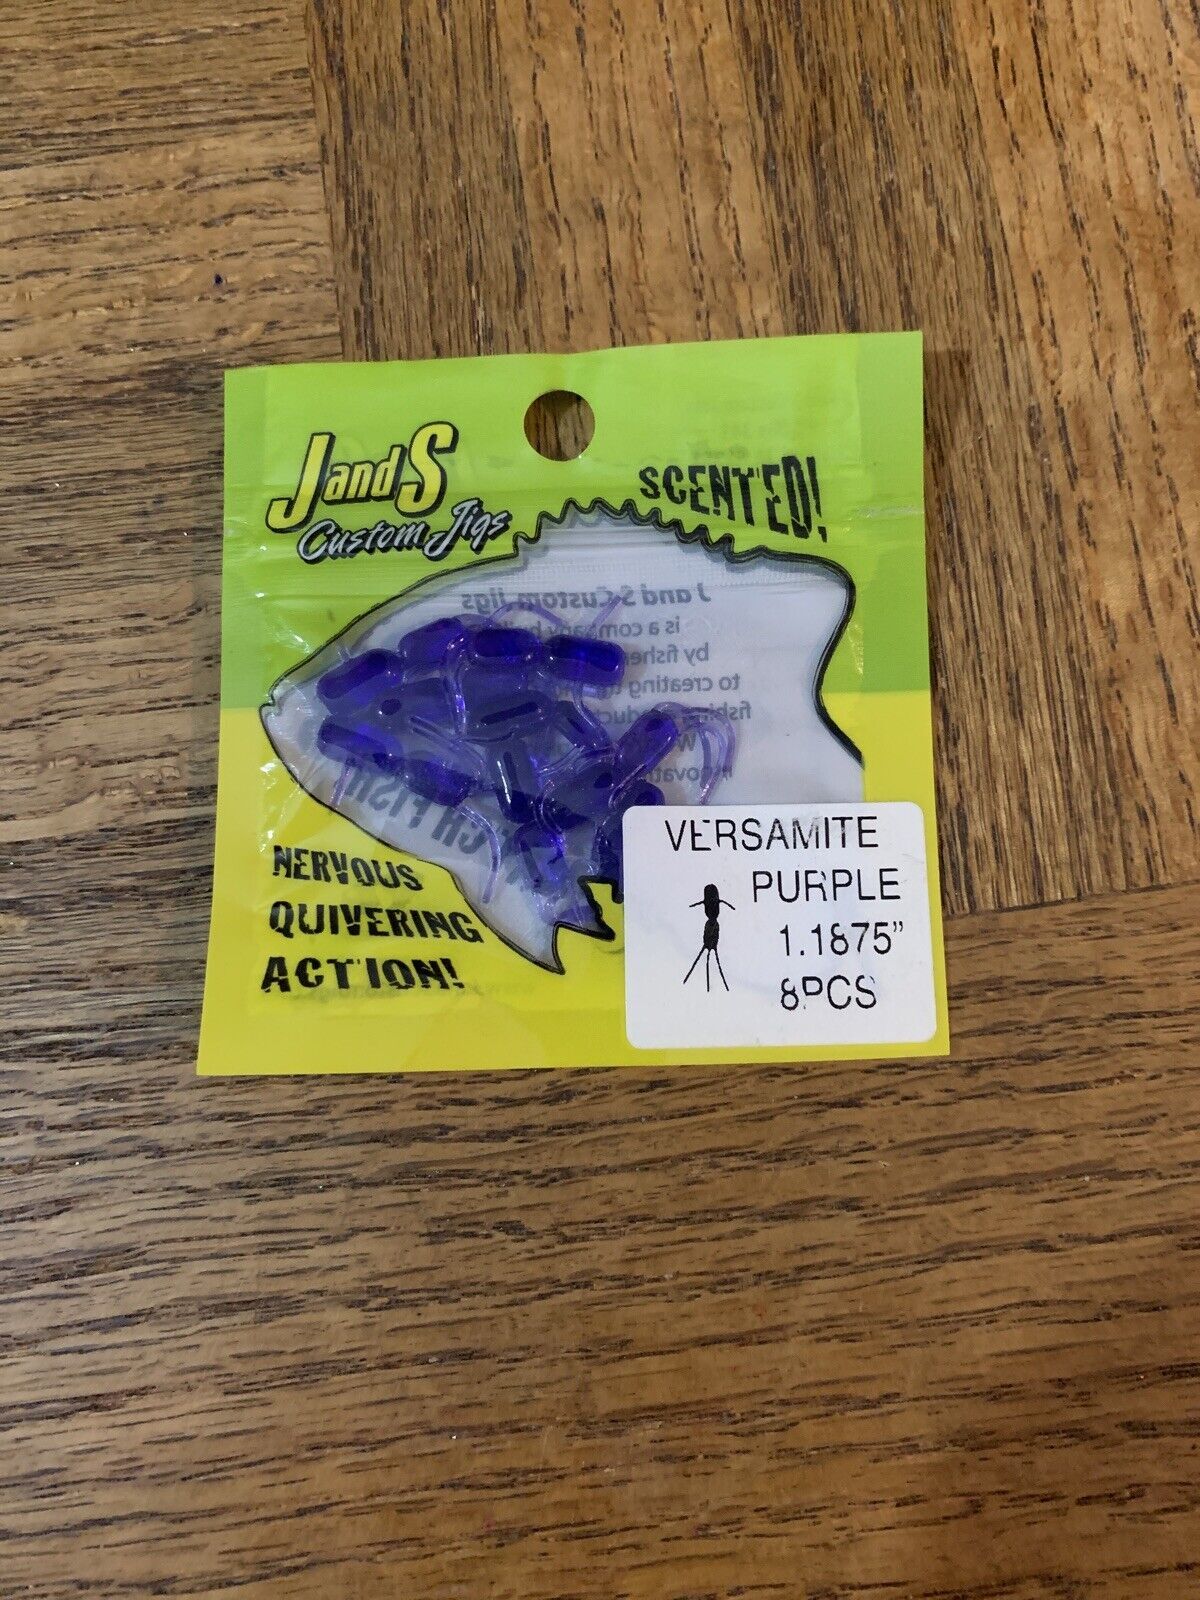 J and S
Custom Jigs
SCENTED!
J and S Custom Jigs
is a company
by
to creating
NERVOUS
QUIVERING
ACTION!
VERSAMITE
PURPLE
1.1875”
8PCS